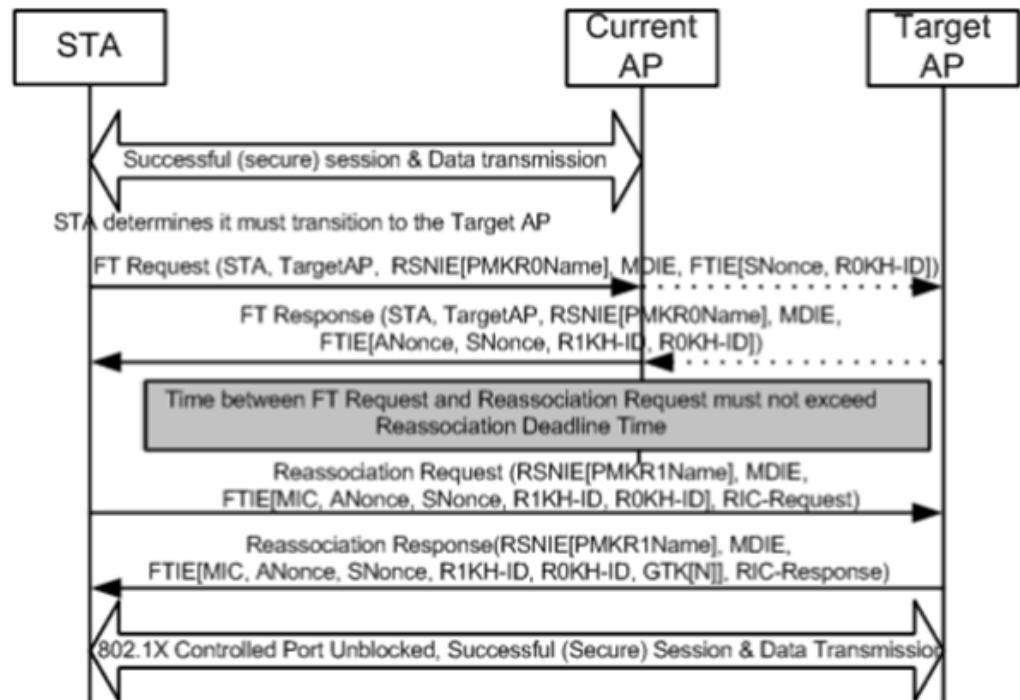 STA
Current
AP
Target
AP
Successful (secure) session & Data transmission
STA determines it must transition to the Target AP
FT Request (STA, TargetAP, RSNIE[PMKR0Name], MDIE, FTIE[SNonce, R0KH-ID])
FT Response (STA, TargetAP, RSNIE[PMKR0Name], MDIE,
FTIE[ANonce, SNonce, R1KH-ID, R0KH-ID])
Time between FT Request and Reassociation Request must not exceed
Reassociation Deadline Time
Reassociation Request (RSNIE[PMKR1Name], MDIE,
FTIE[MIC, ANonce, SNonce, R1KH-ID, R0KH-ID], RIC-Request)
Reassociation Response(RSNIE[PMKR1Name], MDIE,
FTIE[MIC, ANonce, SNonce, R1KH-ID, R0KH-ID, GTK[N]], RIC-Response)
802.1X Controlled Port Unblocked, Successful (Secure) Session & Data Transmission